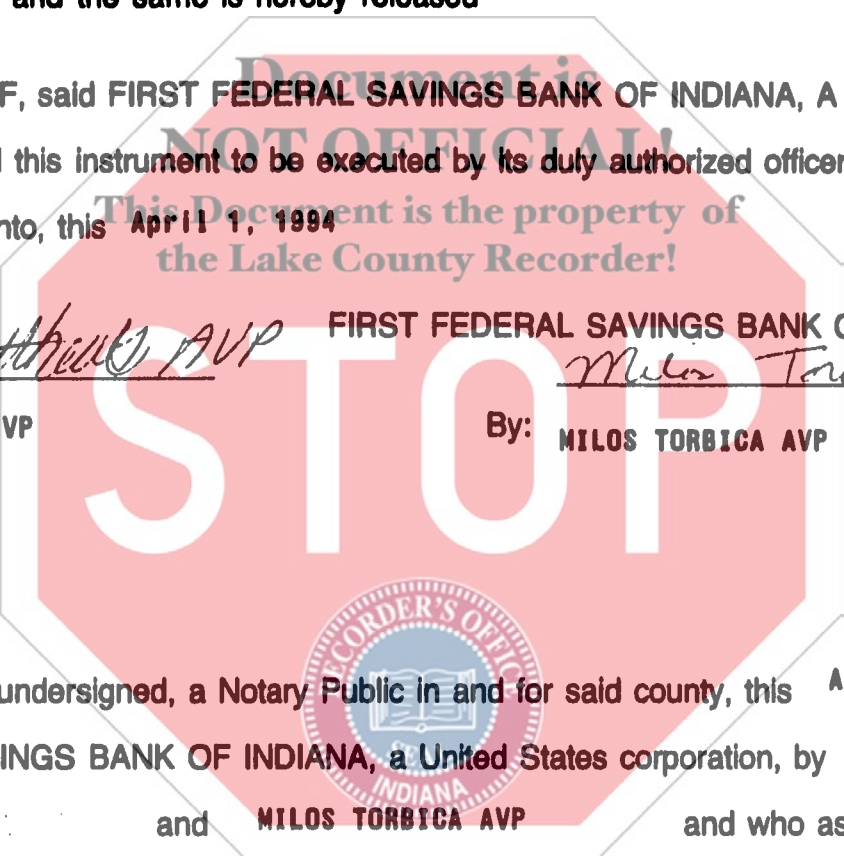 and the same is hereby released
Document is
F, said FIRST FEDERAL SAVINGS BANK OF INDIANA, A
NOT OFFICIAL!
this instrument to be executed by its duly authorized officer
This Document is the property of
nto, this April 1, 1994
the Lake County Recorder!
FIRST FEDERAL SAVINGS BANK
AVP
Milos
STOP
VP
By: MILOS TORBICA AVP
RECORDER'S OFFIC
undersigned, a Notary Public in and for said county, this A
INGS BANK OF INDIANA, a United States corporation, by
INDIANA
and MILOS TORBICA AVP and who as